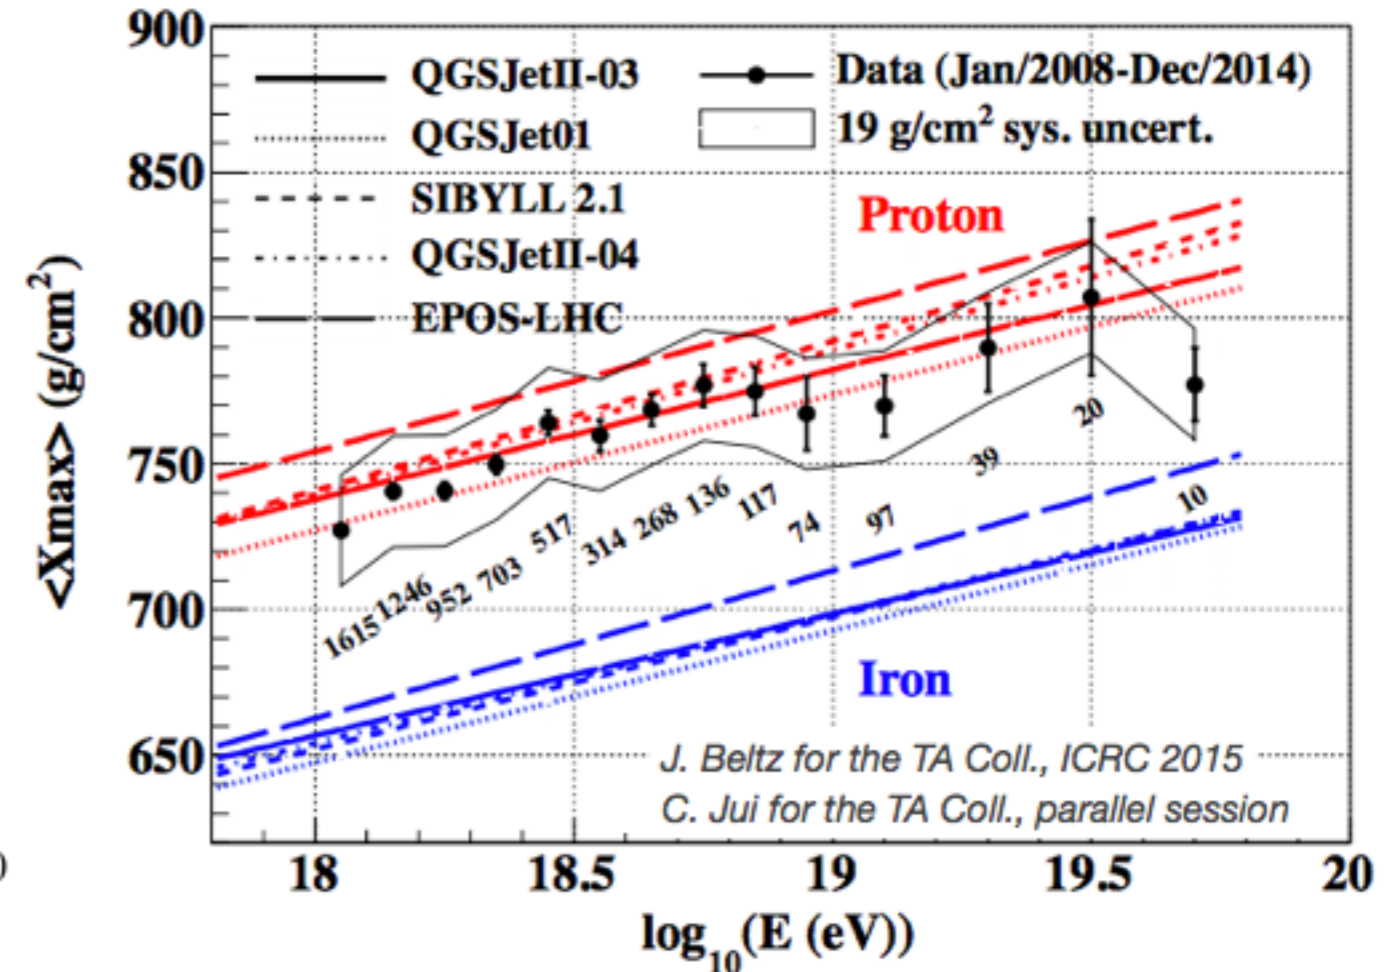 900
850
800
750
700
650
<Xmax> (g/cm²)
QGSJetII-03
QGSJet01
SIBYLL 2.1
QGSJetII-04
EPOS-LHC
Data (Jan/2008-Dec/2014)
19 g/cm² sys. uncert.
Proton
1615
1246
952
703
517
314
268
136
117
74
97
39
20
10
Iron
J. Beltz for the TA Coll., ICRC 2015
C. Jui for the TA Coll., parallel session
)
18
18.5
19
19.5
20
log₁₀(E (eV))